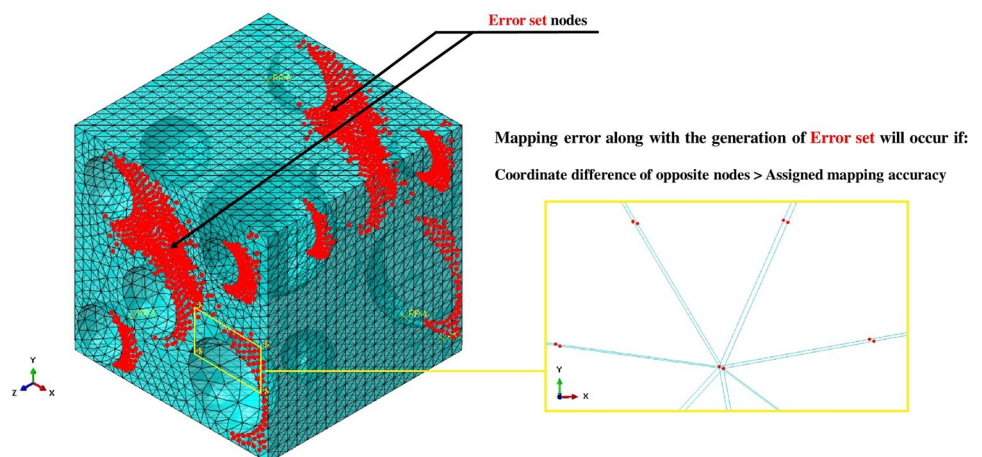 Error set nodes
Mapping error along with the generation of Error set will occur if:
Coordinate difference of opposite nodes > Assigned mapping accuracy
Y
Z
X
Y
X